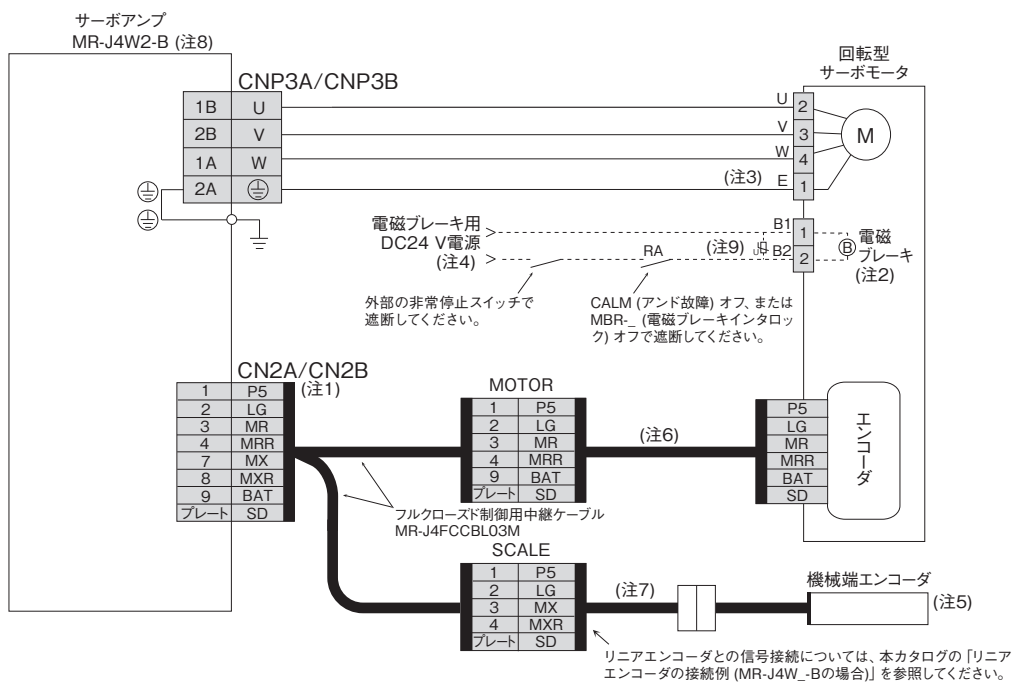 サーボアンプ
MR-J4W2-B (注8)
CNP3A/CNP3B
1B U
2B V
1A W
2A
回転型
サーボモータ
U 2
V 3
W 4
(注3) E 1
M
電磁ブレーキ用
DC24 V電源
(注4)
RA
(注9)
U
B1 1
B2 2
B
電磁
ブレーキ
(注2)
外部の非常停止スイッチで
遮断してください。
CALM (アンド故障) オフ、または
MBR-_ (電磁ブレーキインタロッ
ク) オフで遮断してください。
CN2A/CN2B
(注1)
1 P5
2 LG
3 MR
4 MRR
7 MX
8 MXR
9 BAT
プレート SD
MOTOR
1 P5
2 LG
3 MR
4 MRR
9 BAT
プレート SD
(注6)
P5
LG
MR
MRR
BAT
SD
エンコーダ
フルクローズド制御用中継ケーブル
MR-J4FCCBL03M
SCALE
1 P5
2 LG
3 MX
4 MXR
プレート SD
(注7)
機械端エンコーダ
(注5)
リニアエンコーダとの信号接続については、本カタログの「リニア
エンコーダの接続例 (MR-J4W_-Bの場合)」を参照してください。